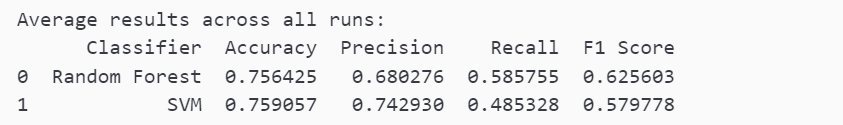 Average results across all runs:
Classifier Accuracy Precision Recall F1 Score
0 Random Forest 0.756425 0.680276 0.585755 0.625603
1 SVM 0.759057 0.742930 0.485328 0.579778